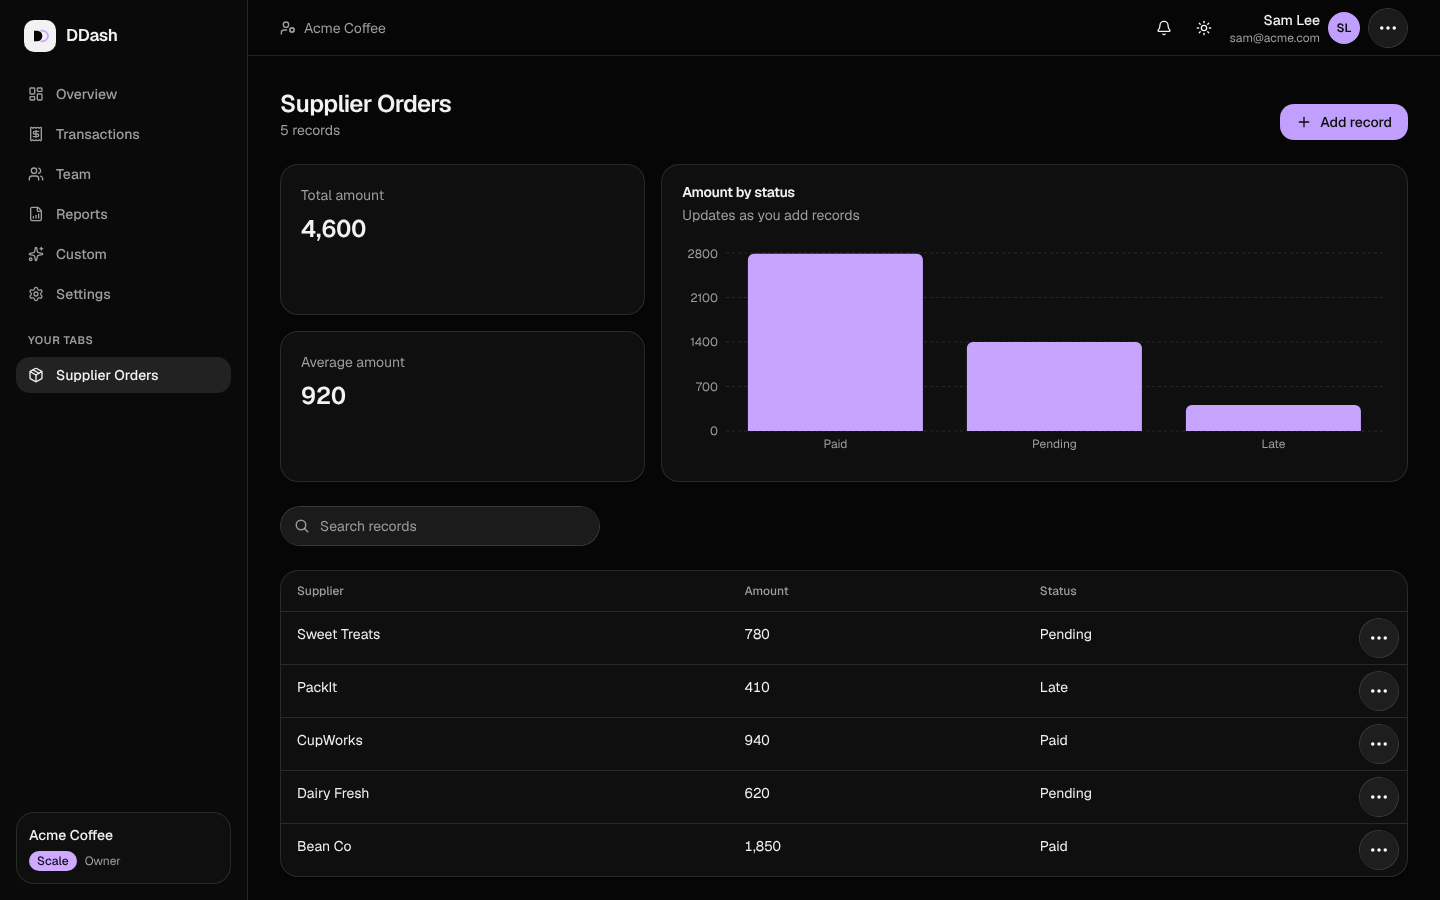 DDash
Overview
Transactions
Team
Reports
Custom
Settings
YOUR TABS
Supplier Orders
Acme Coffee
Scale Owner
Acme Coffee
Sam Lee
sam@acme.com
SL
Supplier Orders
5 records
Add record
Total amount
4,600
Average amount
920
Amount by status
Updates as you add records
2800
2100
1400
700
0
Paid Pending Late
Search records
Supplier Amount Status
Sweet Treats 780 Pending
PackIt 410 Late
CupWorks 940 Paid
Dairy Fresh 620 Pending
Bean Co 1,850 Paid